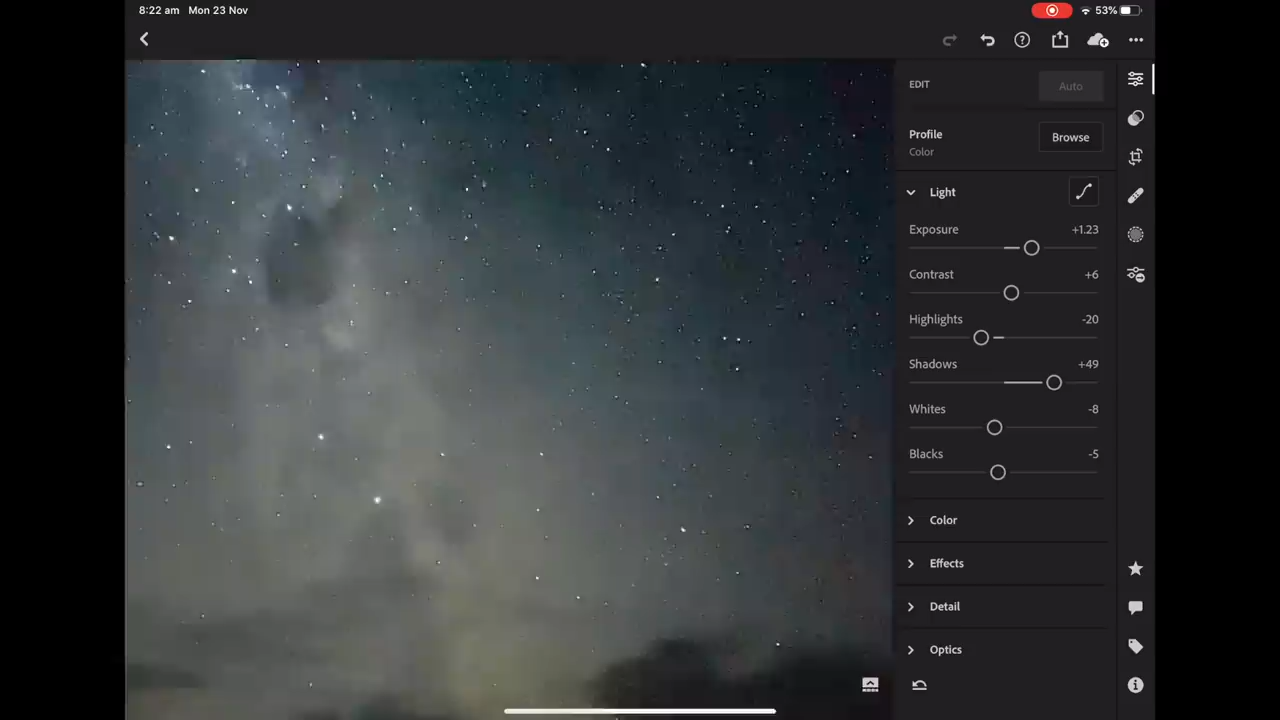 8:22 am Mon 23 Nov
53%
EDIT
Auto
Profile
Color
Browse
Light
Exposure +1.23
Contrast +6
Highlights -20
Shadows +49
Whites -8
Blacks -5
Color
Effects
Detail
Optics